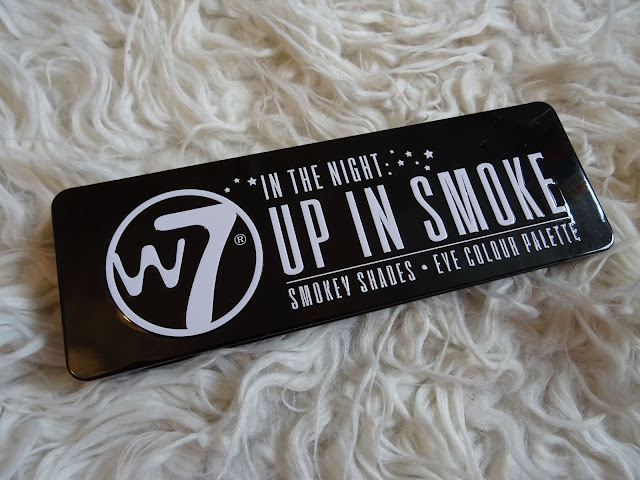 W7®
IN THE NIGHT:
UP IN SMOKE
SMOKEY SHADES • EYE COLOUR PALETTE